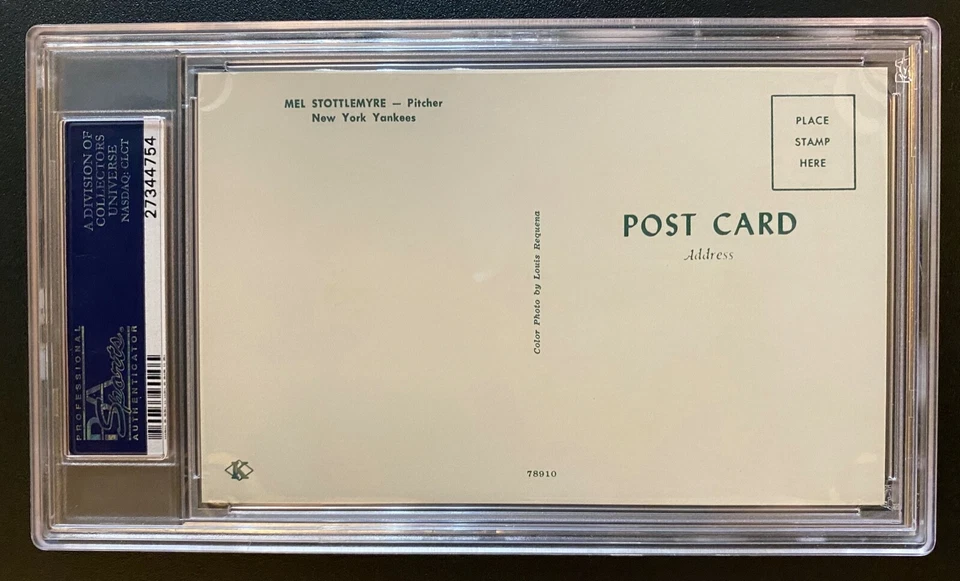 A DIVISION OF
COLLECTORS
UNIVERSE
NASDAQ: CLCT
27344754
PROFESSIONAL
PSA
Sports
AUTHENTICATOR
MEL STOTTLEMYRE — Pitcher
New York Yankees
PLACE
STAMP
HERE
POST CARD
Address
Color Photo by Louis Requena
K
78910